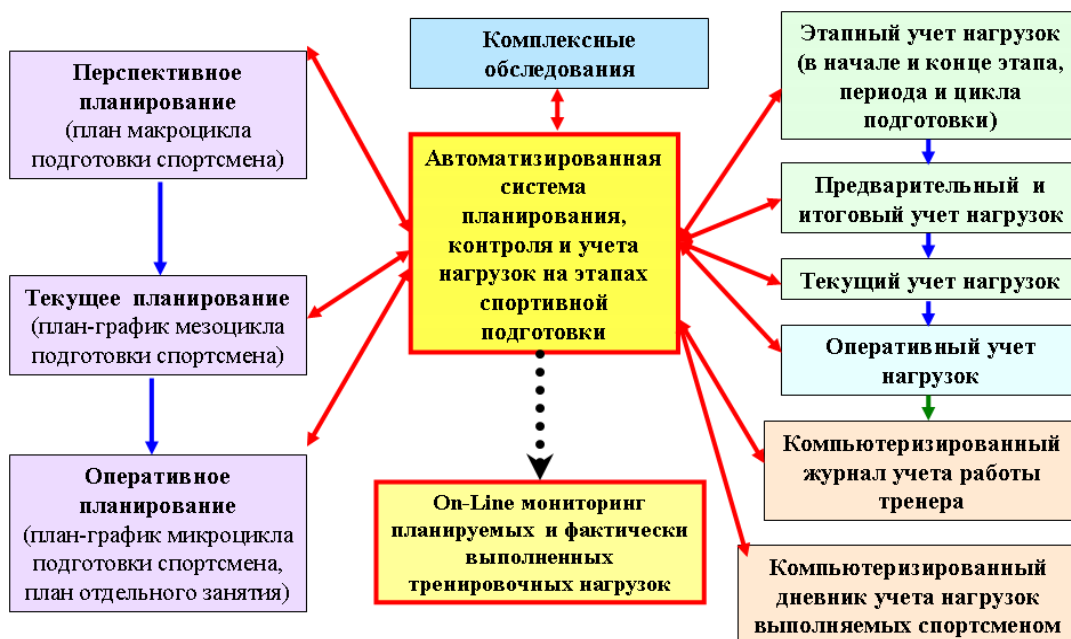 Перспективное
планирование
(план макроцикла
подготовки спортсмена)
Текущее планирование
(план-график мезоцикла
подготовки спортсмена)
Оперативное
планирование
(план-график микроцикла
подготовки спортсмена,
план отдельного занятия)
Комплексные
обследования
Автоматизированная
система
планирования,
контроля и учета
нагрузок на этапах
спортивной
подготовки
On-Line мониторинг
планируемых и фактически
выполненных
тренировочных нагрузок
Этапный учет нагрузок
(в начале и конце этапа,
периода и цикла
подготовки)
Предварительный и
итоговый учет нагрузок
Текущий учет нагрузок
Оперативный учет
нагрузок
Компьютеризированный
журнал учета работы
тренера
Компьютеризированный
дневник учета нагрузок
выполняемых спортсменом